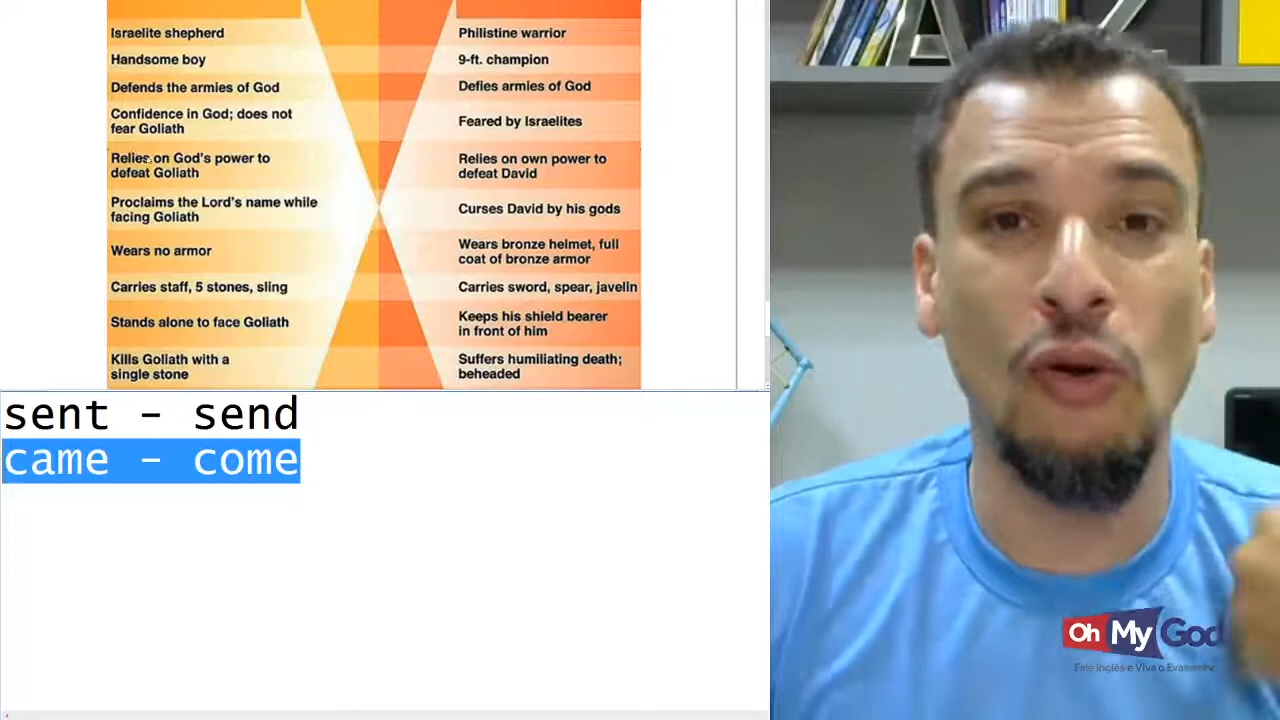 Israelite shepherd
Philistine warrior
Handsome boy
9-ft. champion
Defends the armies of God
Defies armies of God
Confidence in God; does not
fear Goliath
Feared by Israelites
Relies on God's power to
defeat Goliath
Relies on own power to
defeat David
Proclaims the Lord's name while
facing Goliath
Curses David by his gods
Wears no armor
Wears bronze helmet, full
coat of bronze armor
Carries staff, 5 stones, sling
Carries sword, spear, javelin
Stands alone to face Goliath
Keeps his shield bearer
in front of him
Kills Goliath with a
single stone
Suffers humiliating death;
beheaded
sent - send
came - come
Oh My God
Fale Inglês e Viva o Evangelho